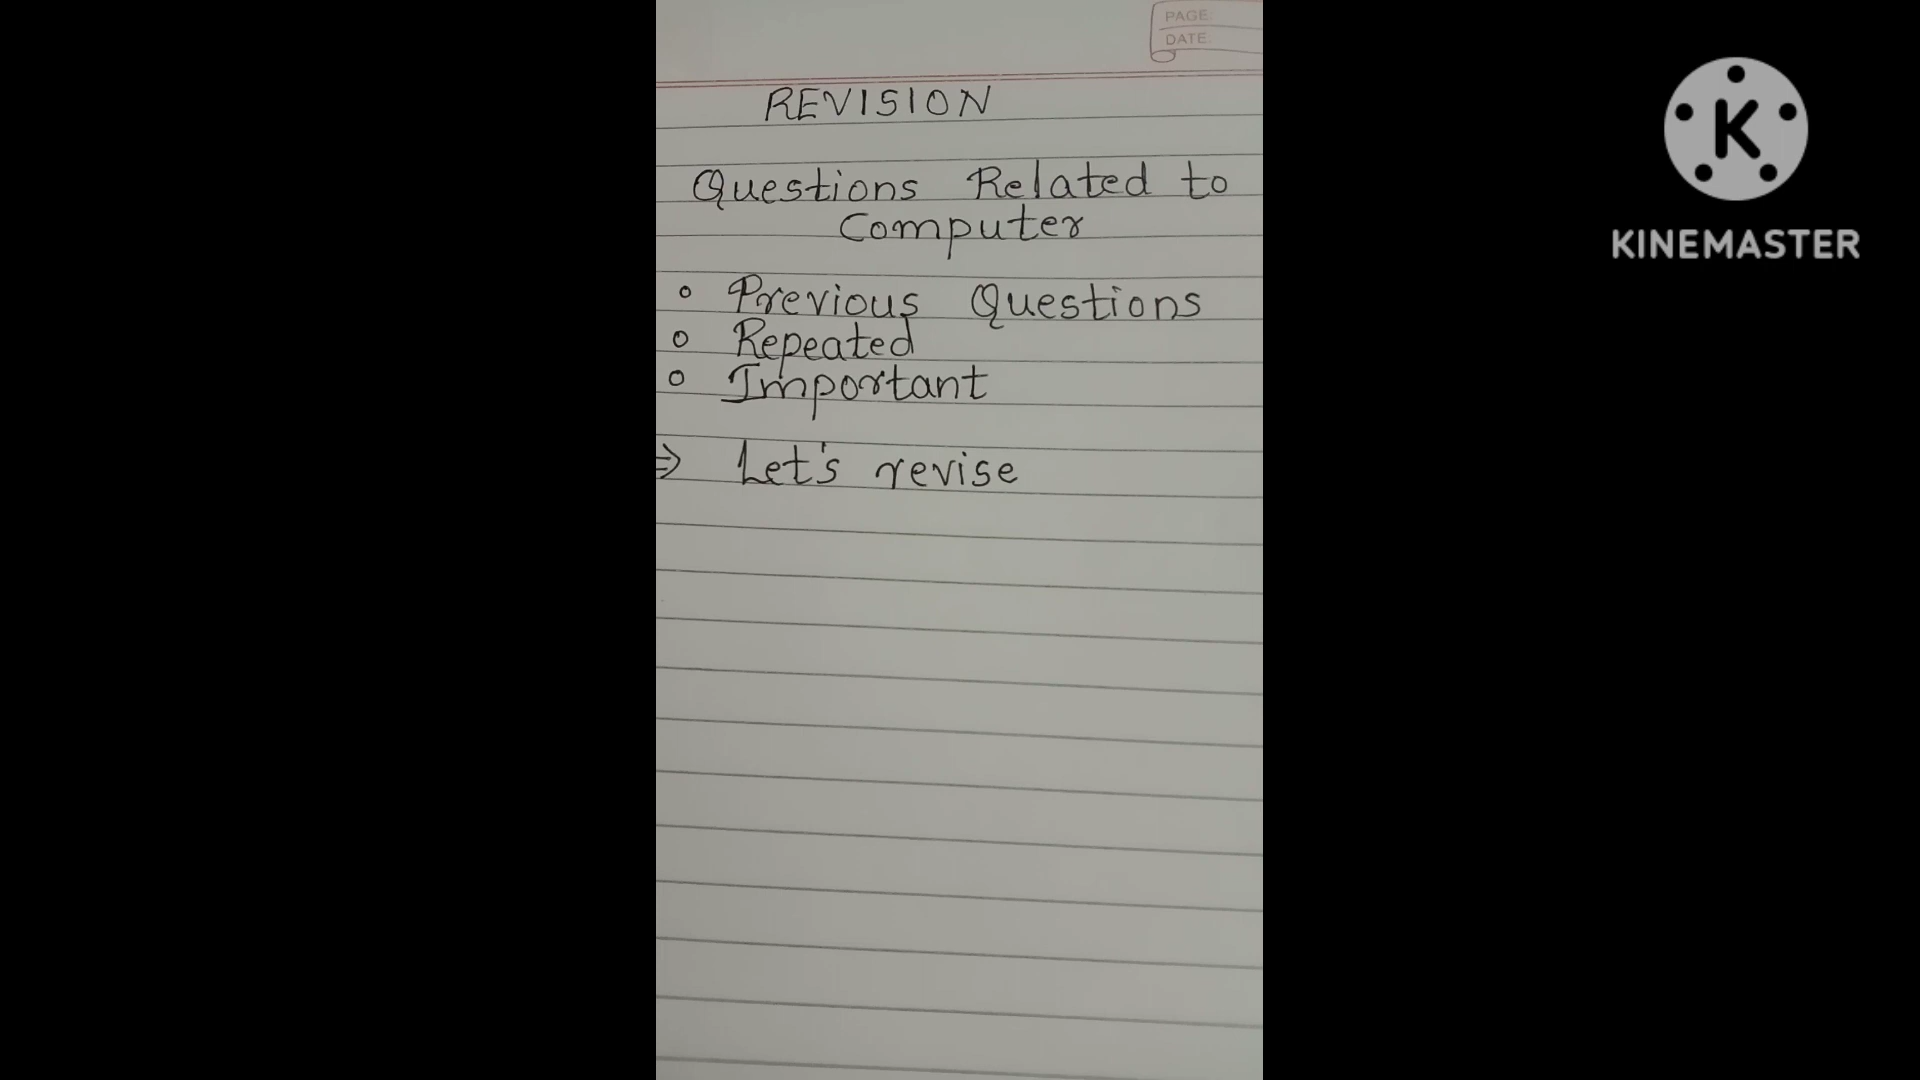 PAGE:
DATE:
REVISION
Questions Related to
Computer
o Previous Questions
o Repeated
o Important
⇒ Let's revise
K
KINEMASTER